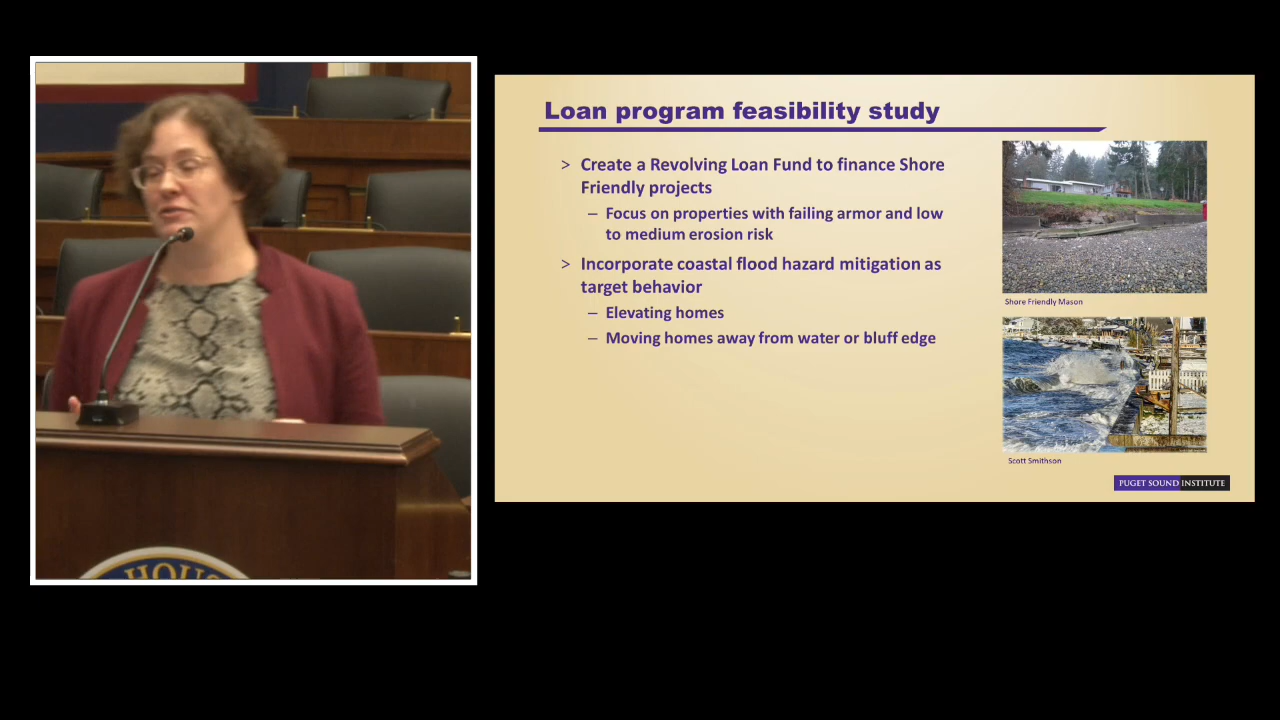 Loan program feasibility study
> Create a Revolving Loan Fund to finance Shore
Friendly projects
– Focus on properties with failing armor and low
to medium erosion risk
> Incorporate coastal flood hazard mitigation as
target behavior
– Elevating homes
– Moving homes away from water or bluff edge
Shore Friendly Mason
Scott Smithson
PUGET SOUND INSTITUTE
HOUS